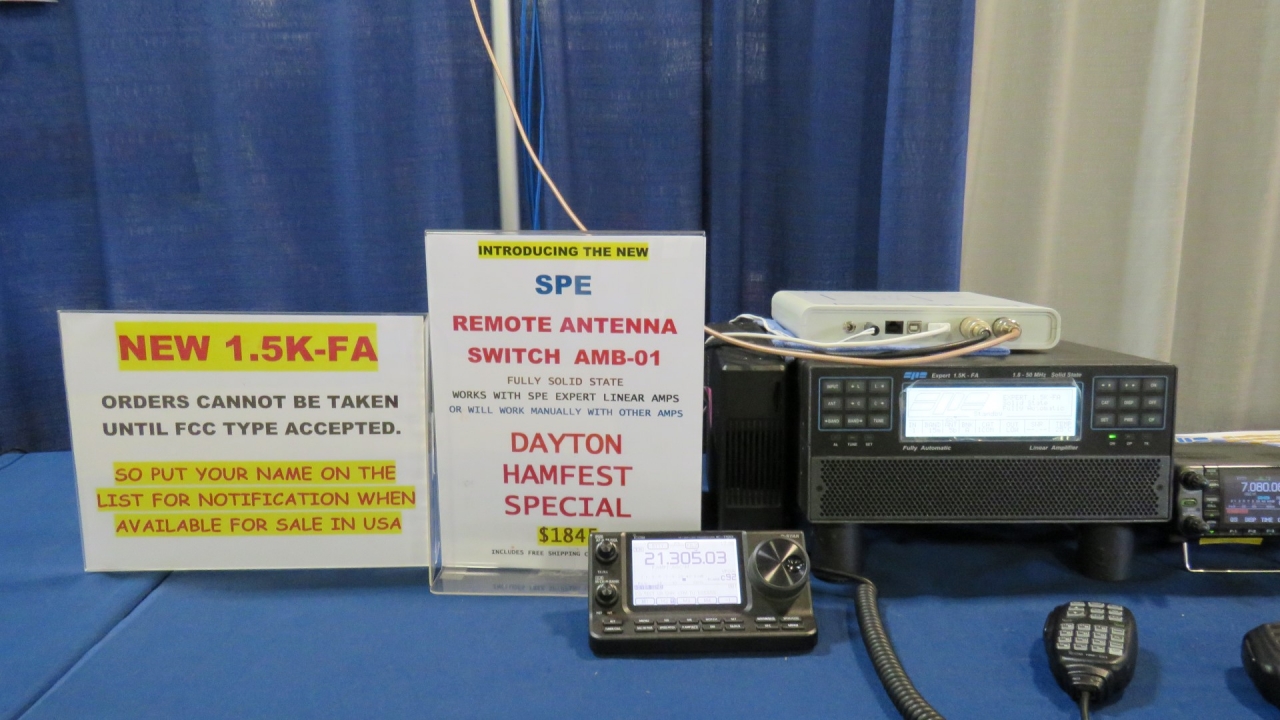 NEW 1.5K-FA
ORDERS CANNOT BE TAKEN
UNTIL FCC TYPE ACCEPTED.
SO PUT YOUR NAME ON THE
LIST FOR NOTIFICATION WHEN
AVAILABLE FOR SALE IN USA
INTRODUCING THE NEW
SPE
REMOTE ANTENNA
SWITCH AMB-01
FULLY SOLID STATE
WORKS WITH SPE EXPERT LINEAR AMPS
OR WILL WORK MANUALLY WITH OTHER AMPS
DAYTON
HAMFEST
SPECIAL
$1845
INCLUDES FREE SHIPPING
21.305.03
SPE Expert 1.5K - FA 1.8 - 50 MHz Solid State
Fully Automatic Linear Amplifier
7.080.0